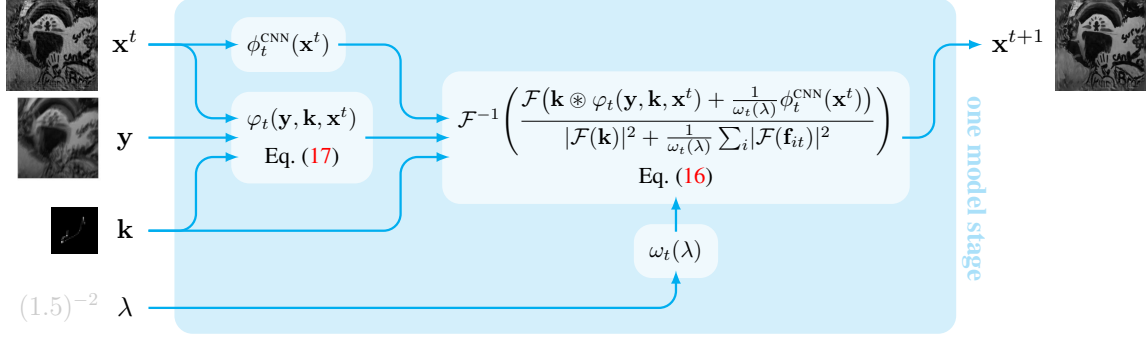 x^t
ϕ_t^CNN(x^t)
y
φ_t(y, k, x^t)
Eq. (17)
F^{-1}( F(k ⊛ φ_t(y, k, x^t) + 1/ω_t(λ) ϕ_t^CNN(x^t)) / |F(k)|^2 + 1/ω_t(λ) ∑_i |F(f_it)|^2 )
Eq. (16)
k
ω_t(λ)
(1.5)^{-2} λ
x^{t+1}
one model stage